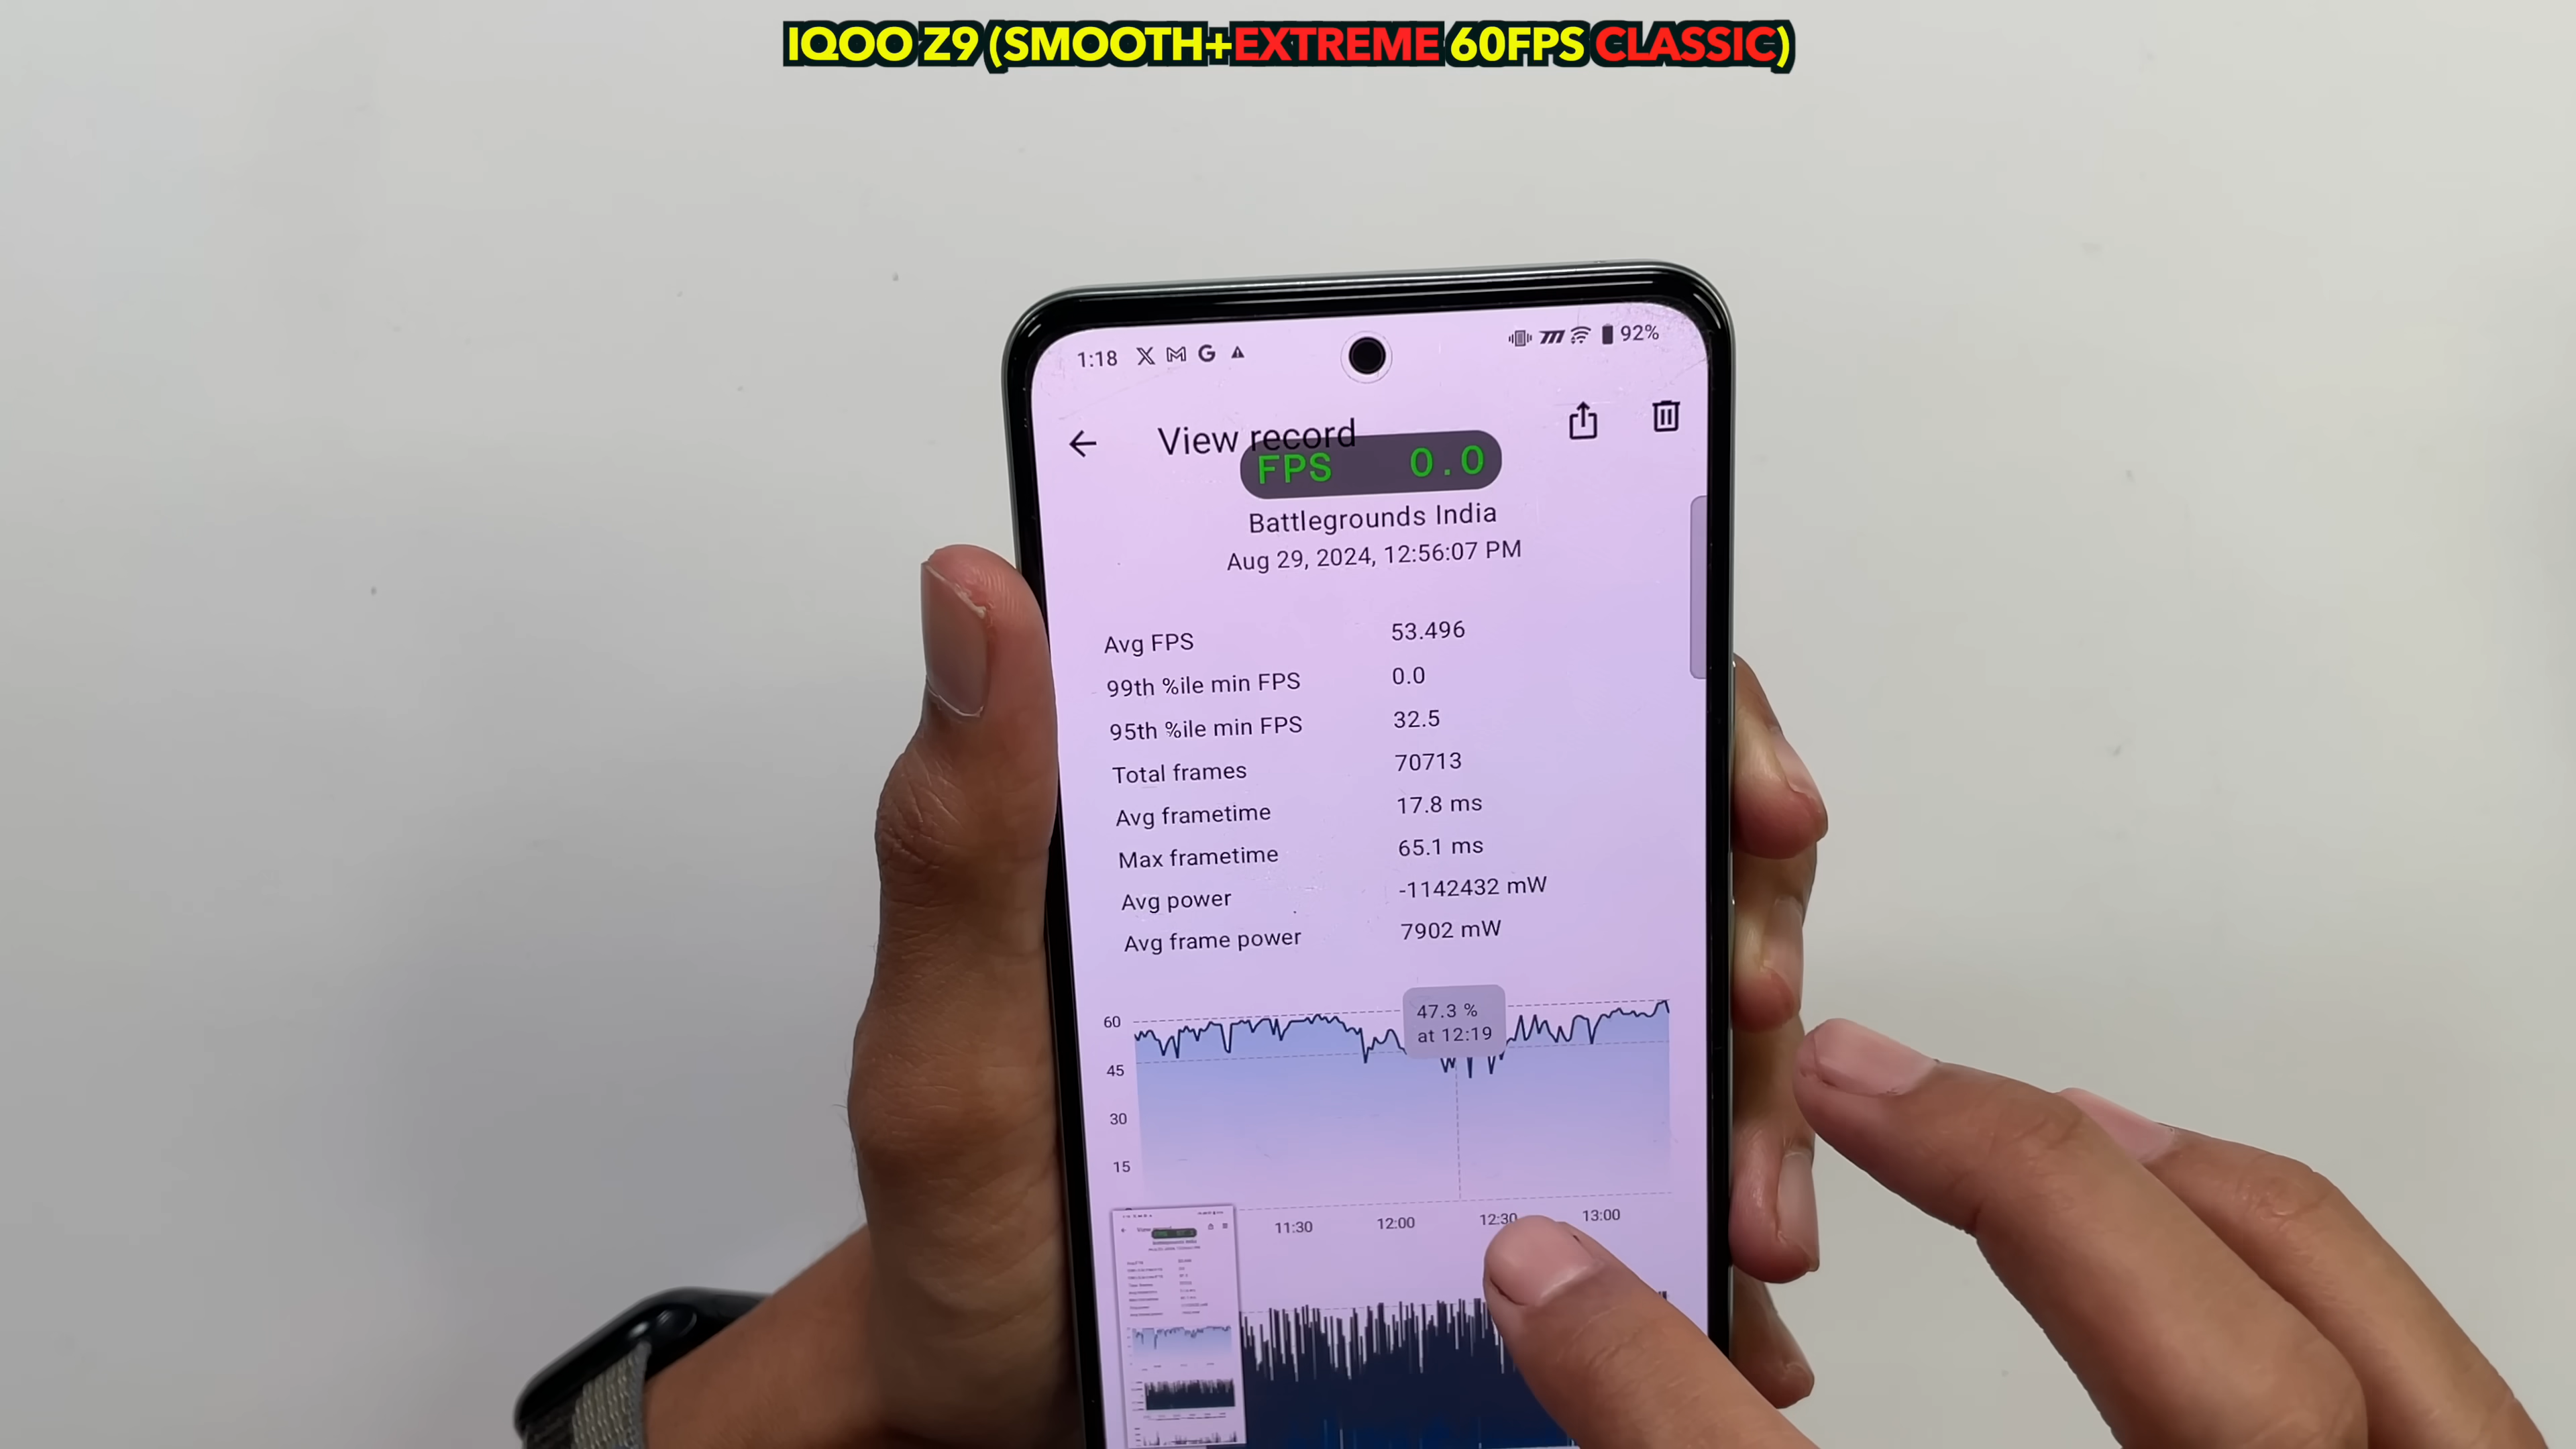 IQOO Z9 (SMOOTH+EXTREME 60FPS CLASSIC)
1:18 92%
View record
FPS 0.0
Battlegrounds India
Aug 29, 2024, 12:56:07 PM
Avg FPS 53.496
99th %ile min FPS 0.0
95th %ile min FPS 32.5
Total frames 70713
Avg frametime 17.8 ms
Max frametime 65.1 ms
Avg power -1142432 mW
Avg frame power 7902 mW
47.3 %
at 12:19
60
45
30
15
11:30 12:00 12:30 13:00